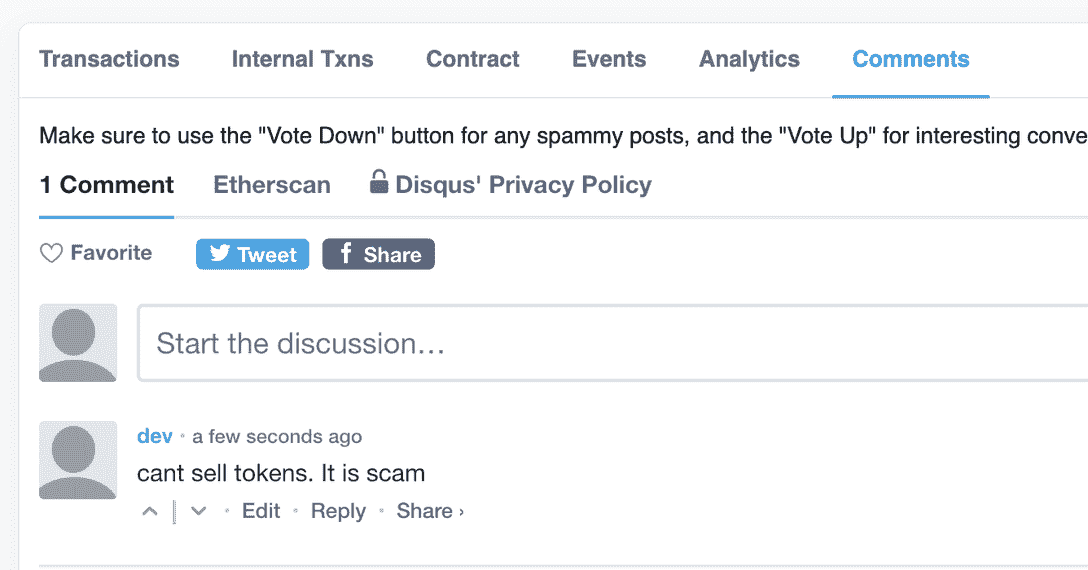 Transactions Internal Txns Contract Events Analytics Comments
Make sure to use the "Vote Down" button for any spammy posts, and the "Vote Up" for interesting conve
1 Comment Etherscan Disqus' Privacy Policy
Favorite Tweet Share
Start the discussion...
dev • a few seconds ago
cant sell tokens. It is scam
• Edit • Reply • Share ›